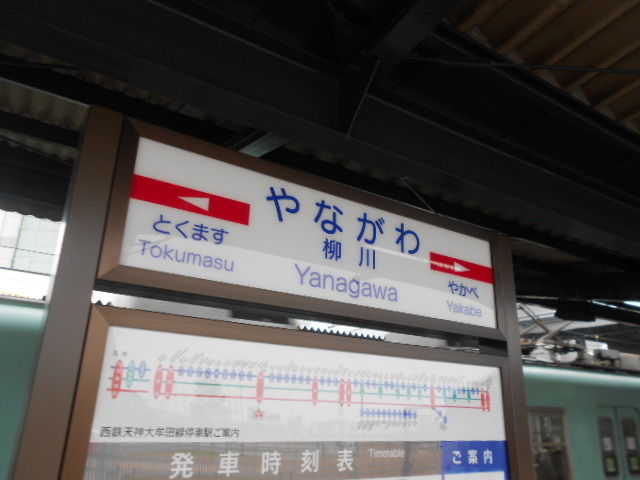 やながわ
柳川
Yanagawa
とくます
Tokumasu
やかべ
Yakabe
西鉄天神大牟田線停車駅ご案内
発車時刻表 Timetable
ご案内